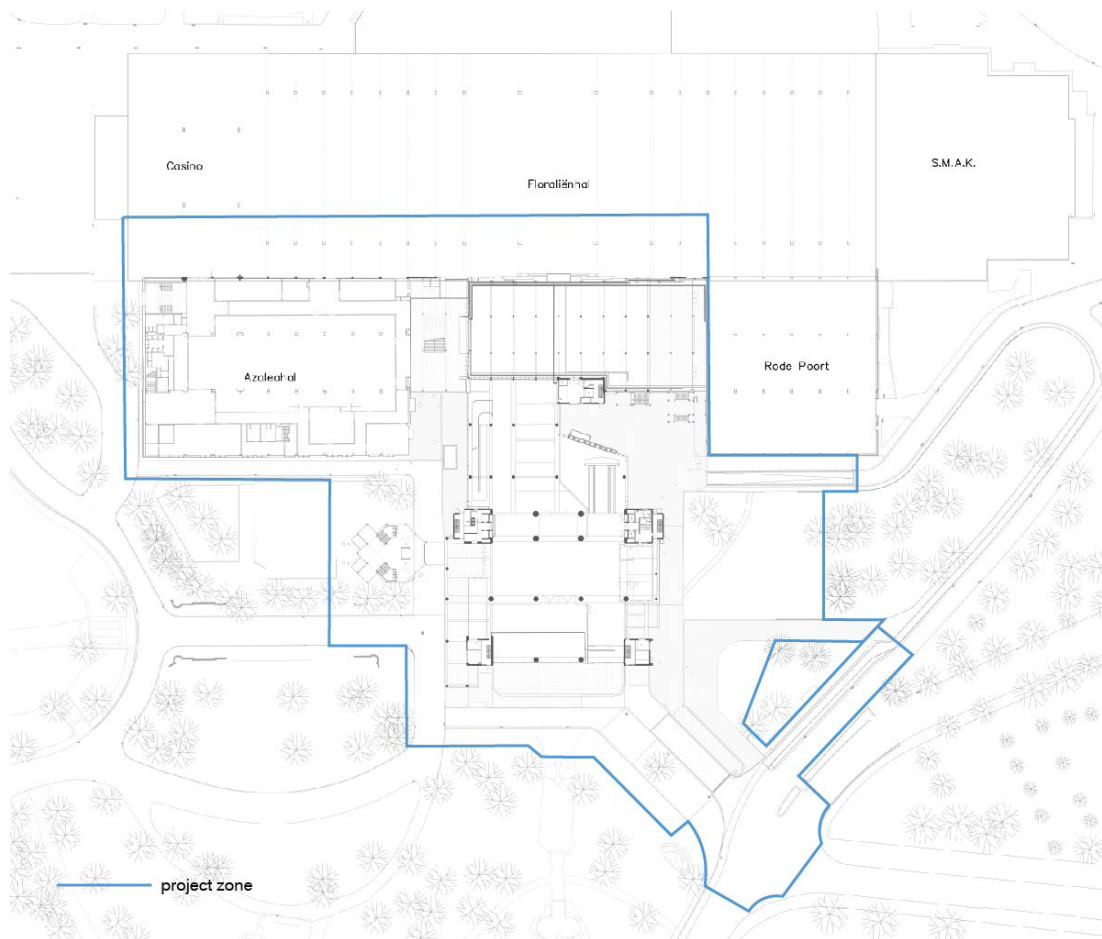 Casino
Floraliënhal
S.M.A.K.
Azaleahal
Rode Poort
project zone